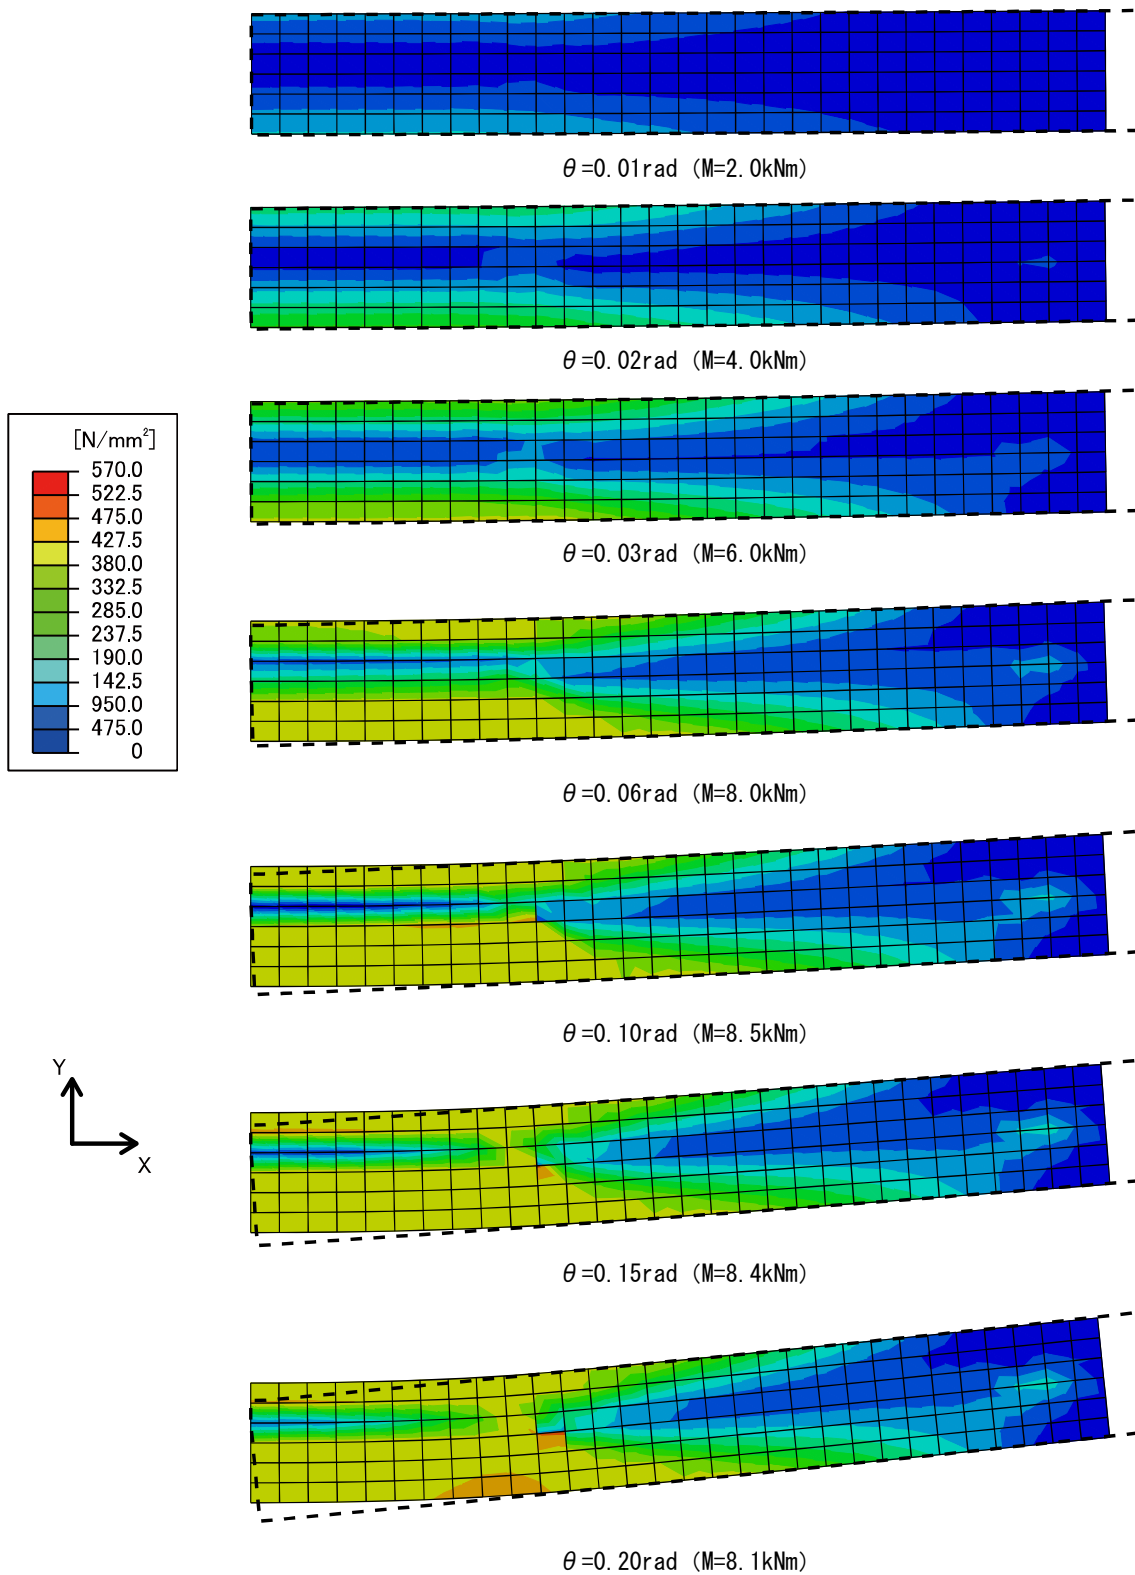 θ=0.01rad (M=2.0kNm)
θ=0.02rad (M=4.0kNm)
[N/mm²]
570.0
522.5
475.0
427.5
380.0
332.5
285.0
237.5
190.0
142.5
950.0
475.0
0
θ=0.03rad (M=6.0kNm)
θ=0.06rad (M=8.0kNm)
θ=0.10rad (M=8.5kNm)
Y
X
θ=0.15rad (M=8.4kNm)
θ=0.20rad (M=8.1kNm)